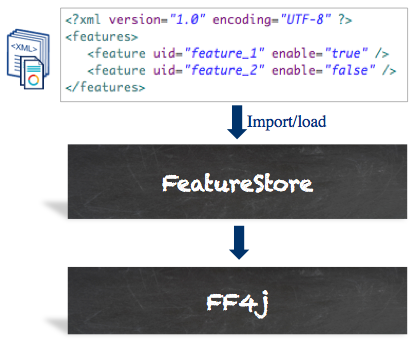 <?xml version="1.0" encoding="UTF-8" ?>
<features>
<feature uid="feature_1" enable="true" />
<feature uid="feature_2" enable="false" />
</features>
<XML>
Import/load
FeatureStore
FF4j